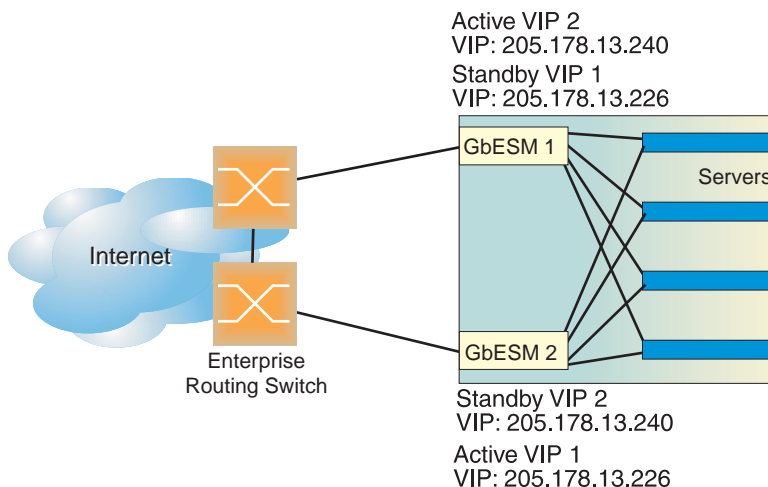 Active VIP 2
VIP: 205.178.13.240
Standby VIP 1
VIP: 205.178.13.226
GbESM 1
Servers
Internet
GbESM 2
Enterprise
Routing Switch
Standby VIP 2
VIP: 205.178.13.240
Active VIP 1
VIP: 205.178.13.226